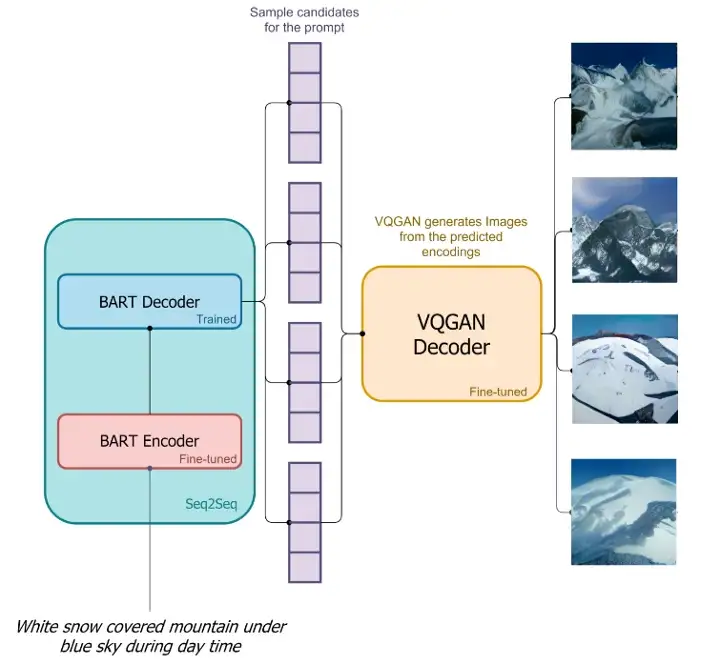 Sample candidates
for the prompt
VQGAN generates Images
from the predicted
encodings
BART Decoder
Trained
VQGAN
Decoder
Fine-tuned
BART Encoder
Fine-tuned
Seq2Seq
White snow covered mountain under
blue sky during day time